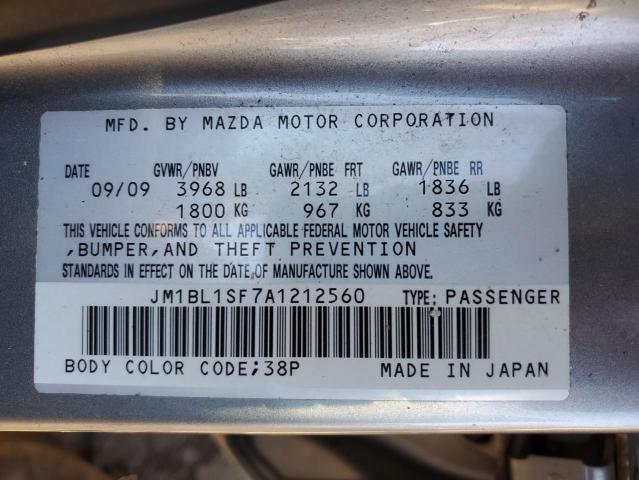 MFD. BY MAZDA MOTOR CORPORATION
DATE GVWR/PNBV GAWR/PNBE FRT GAWR/PNBE RR
09/09 3968 LB 2132 LB 1836 LB
1800 KG 967 KG 833 KG
THIS VEHICLE CONFORMS TO ALL APPLICABLE FEDERAL MOTOR VEHICLE SAFETY
,BUMPER,AND THEFT PREVENTION
STANDARDS IN EFFECT ON THE DATE OF MANUFACTURE SHOWN ABOVE.
JM1BL1SF7A1212560 TYPE: PASSENGER
BODY COLOR CODE;38P MADE IN JAPAN